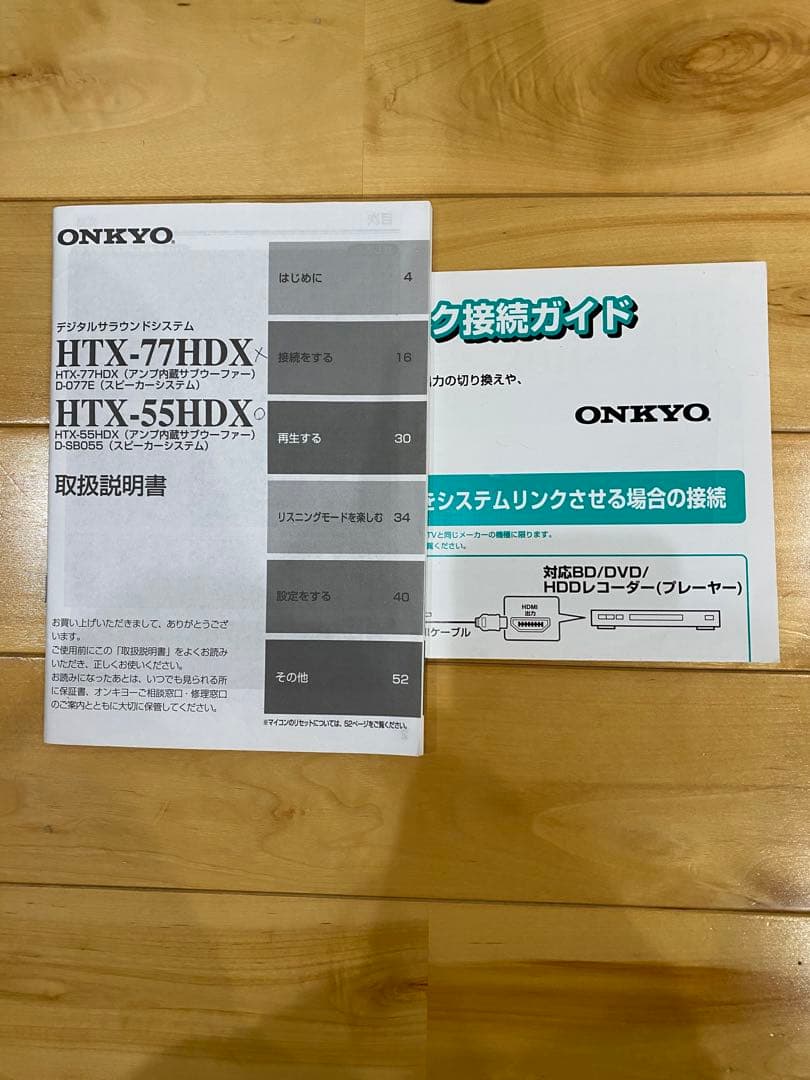 ONKYO®
デジタルサラウンドシステム
HTX-77HDX ×
HTX-77HDX（アンプ内蔵サブウーファー）
D-077E（スピーカーシステム）
HTX-55HDX ○
HTX-55HDX（アンプ内蔵サブウーファー）
D-SB055（スピーカーシステム）
取扱説明書
お買い上げいただきまして、ありがとうござ
います。
ご使用前にこの「取扱説明書」をよくお読み
いただき、正しくお使いください。
お読みになったあとは、いつでも見られる所
に保証書、オンキヨーご相談窓口・修理窓口
のご案内とともに大切に保管してください。
はじめに 4
接続をする 16
再生する 30
リスニングモードを楽しむ 34
設定をする 40
その他 52
※マイコンのリセットについては、52ページをご覧ください。
ク接続ガイド
力の切り換えや、
ONKYO®
をシステムリンクさせる場合の接続
TVと同じメーカーの機種に限ります。
覧ください。
対応BD/DVD/
HDDレコーダー(プレーヤー)
HDMI
出力
Iケーブル